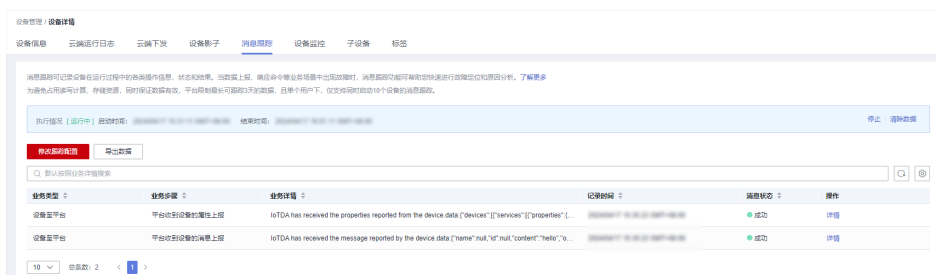 设备管理 / 设备详情
设备信息 云端运行日志 云端下发 设备影子 消息跟踪 设备监控 子设备 标签
消息跟踪可记录设备在运行过程中的各类操作信息、状态和结果。当数据上报、响应命令等业务场景中出现故障时，消息跟踪功能可帮助您快速进行故障定位和原因分析。了解更多
为避免占用读写计算、存储资源，同时保证数据有效，平台限制最长可跟踪3天的数据，且单个用户下，仅支持同时启动10个设备的消息跟踪。
执行情况 [ 运行中 ] 启动时间： 结束时间： 停止 清除数据
修改跟踪配置 导出数据
默认按照业务详情搜索
业务类型 业务步骤 业务详情 记录时间 消息状态 操作
设备至平台 平台收到设备的属性上报 IoTDA has received the properties reported from the device.data:{"devices":[{"services":[{"properties":{... 成功 详情
设备至平台 平台收到设备的消息上报 IoTDA has received the message reported by the device.data:{"name":null,"id":null,"content":"hello","o... 成功 详情
10 总条数：2 < 1 >